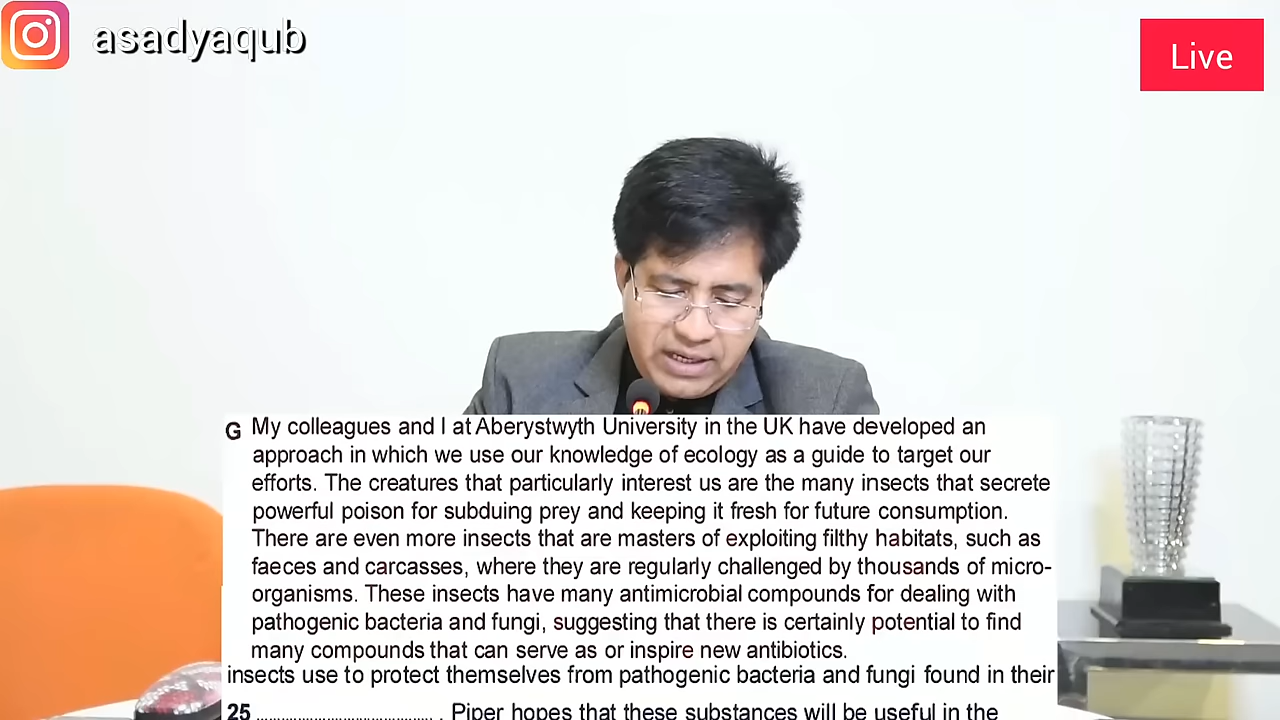 asadyaqub
Live
G My colleagues and I at Aberystwyth University in the UK have developed an
approach in which we use our knowledge of ecology as a guide to target our
efforts. The creatures that particularly interest us are the many insects that secrete
powerful poison for subduing prey and keeping it fresh for future consumption.
There are even more insects that are masters of exploiting filthy habitats, such as
faeces and carcasses, where they are regularly challenged by thousands of micro-
organisms. These insects have many antimicrobial compounds for dealing with
pathogenic bacteria and fungi, suggesting that there is certainly potential to find
many compounds that can serve as or inspire new antibiotics.
insects use to protect themselves from pathogenic bacteria and fungi found in their
25 ........................................ . Piper hopes that these substances will be useful in the